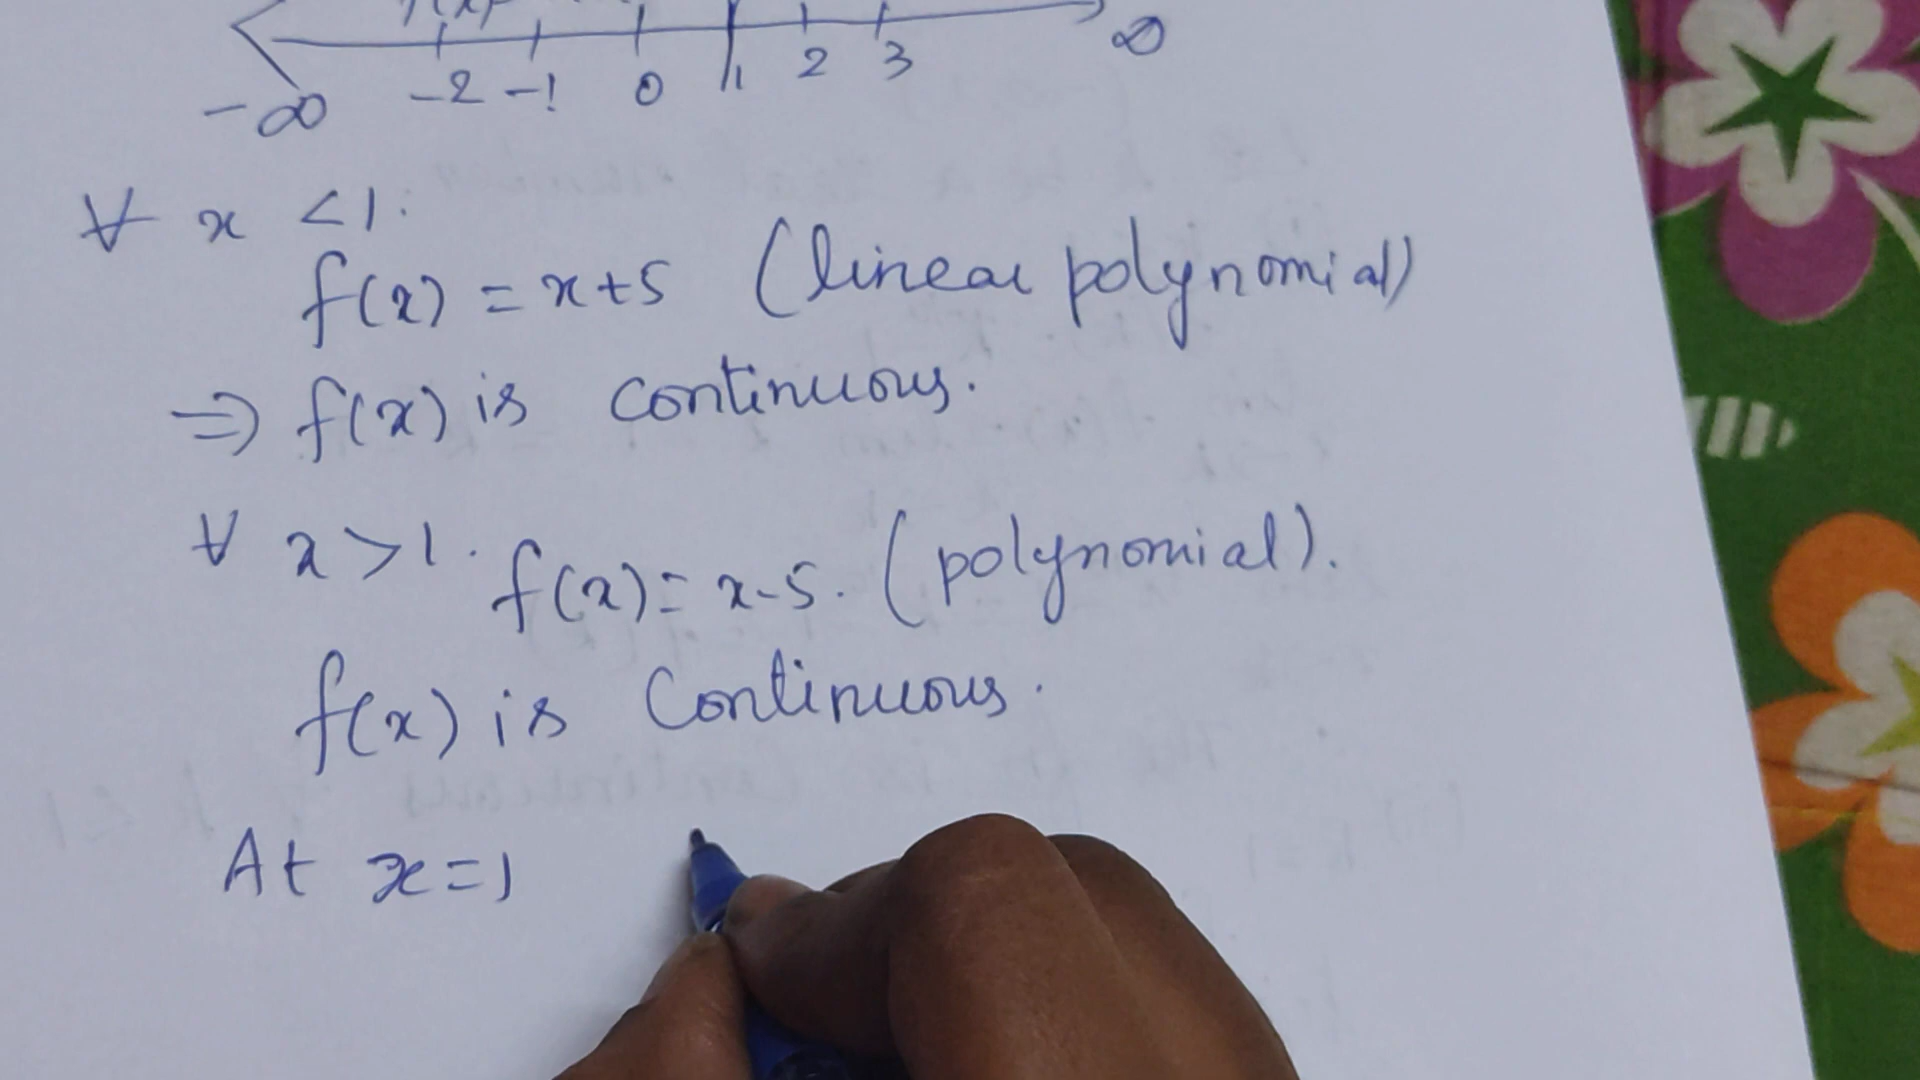 f(x)
-∞ -2 -1 0 1 2 3 ∞
∀ x <1.
f(x) = x+5 (linear polynomial)
⇒ f(x) is continuous.
∀ x>1. f(x)= x-5. (polynomial).
f(x) is Continuous.
At x=1